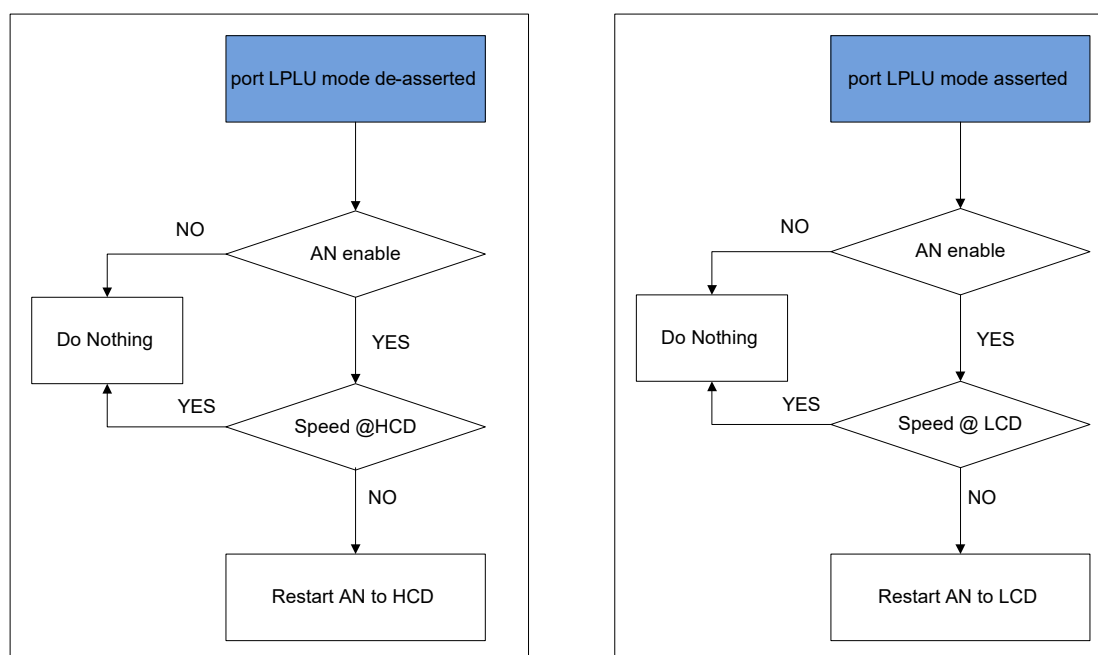 port LPLU mode de-asserted
NO
AN enable
Do Nothing
YES
YES
Speed @HCD
NO
Restart AN to HCD
port LPLU mode asserted
NO
AN enable
Do Nothing
YES
YES
Speed @ LCD
NO
Restart AN to LCD